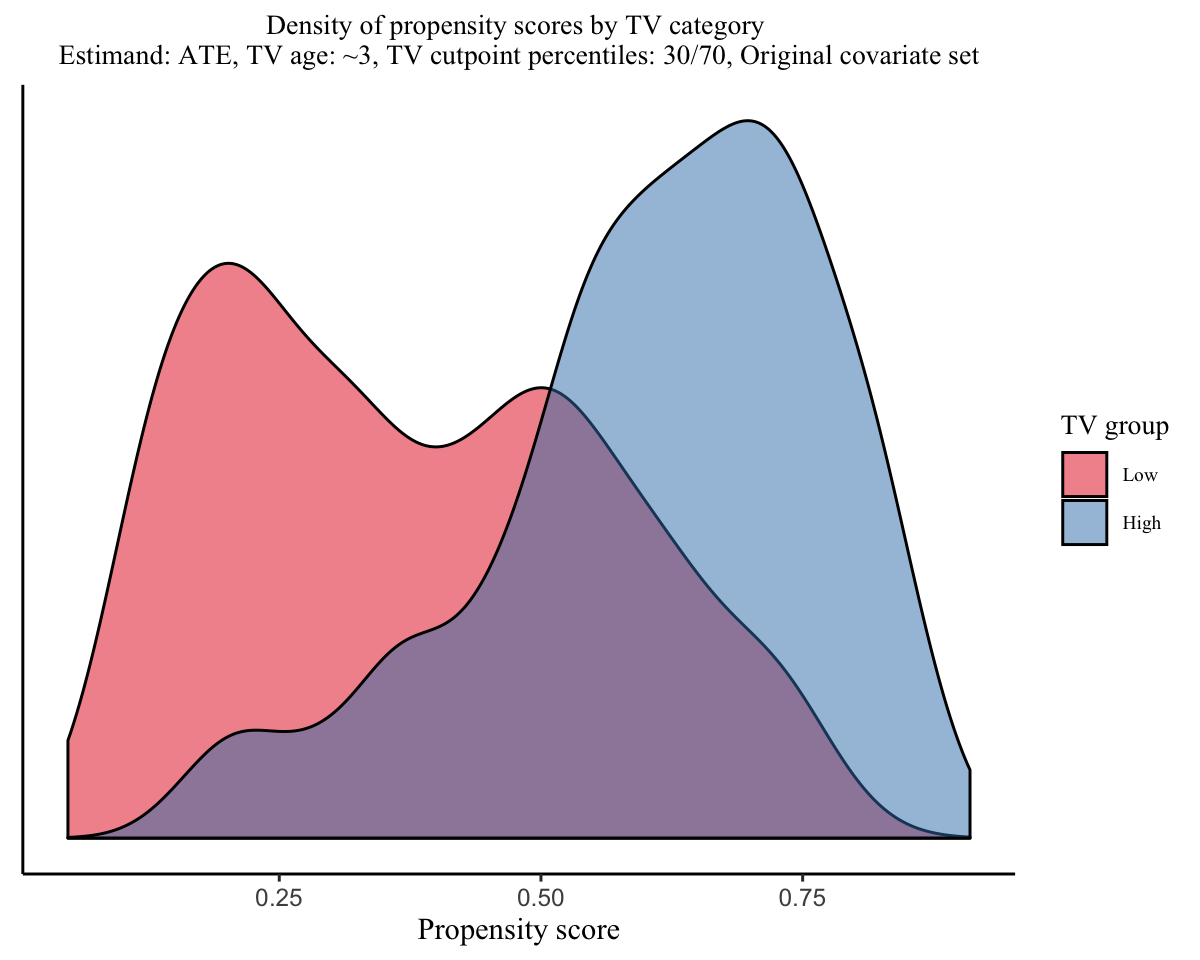 Density of propensity scores by TV category
Estimand: ATE, TV age: ~3, TV cutpoint percentiles: 30/70, Original covariate set
TV group
Low
High
0.25 0.50 0.75
Propensity score